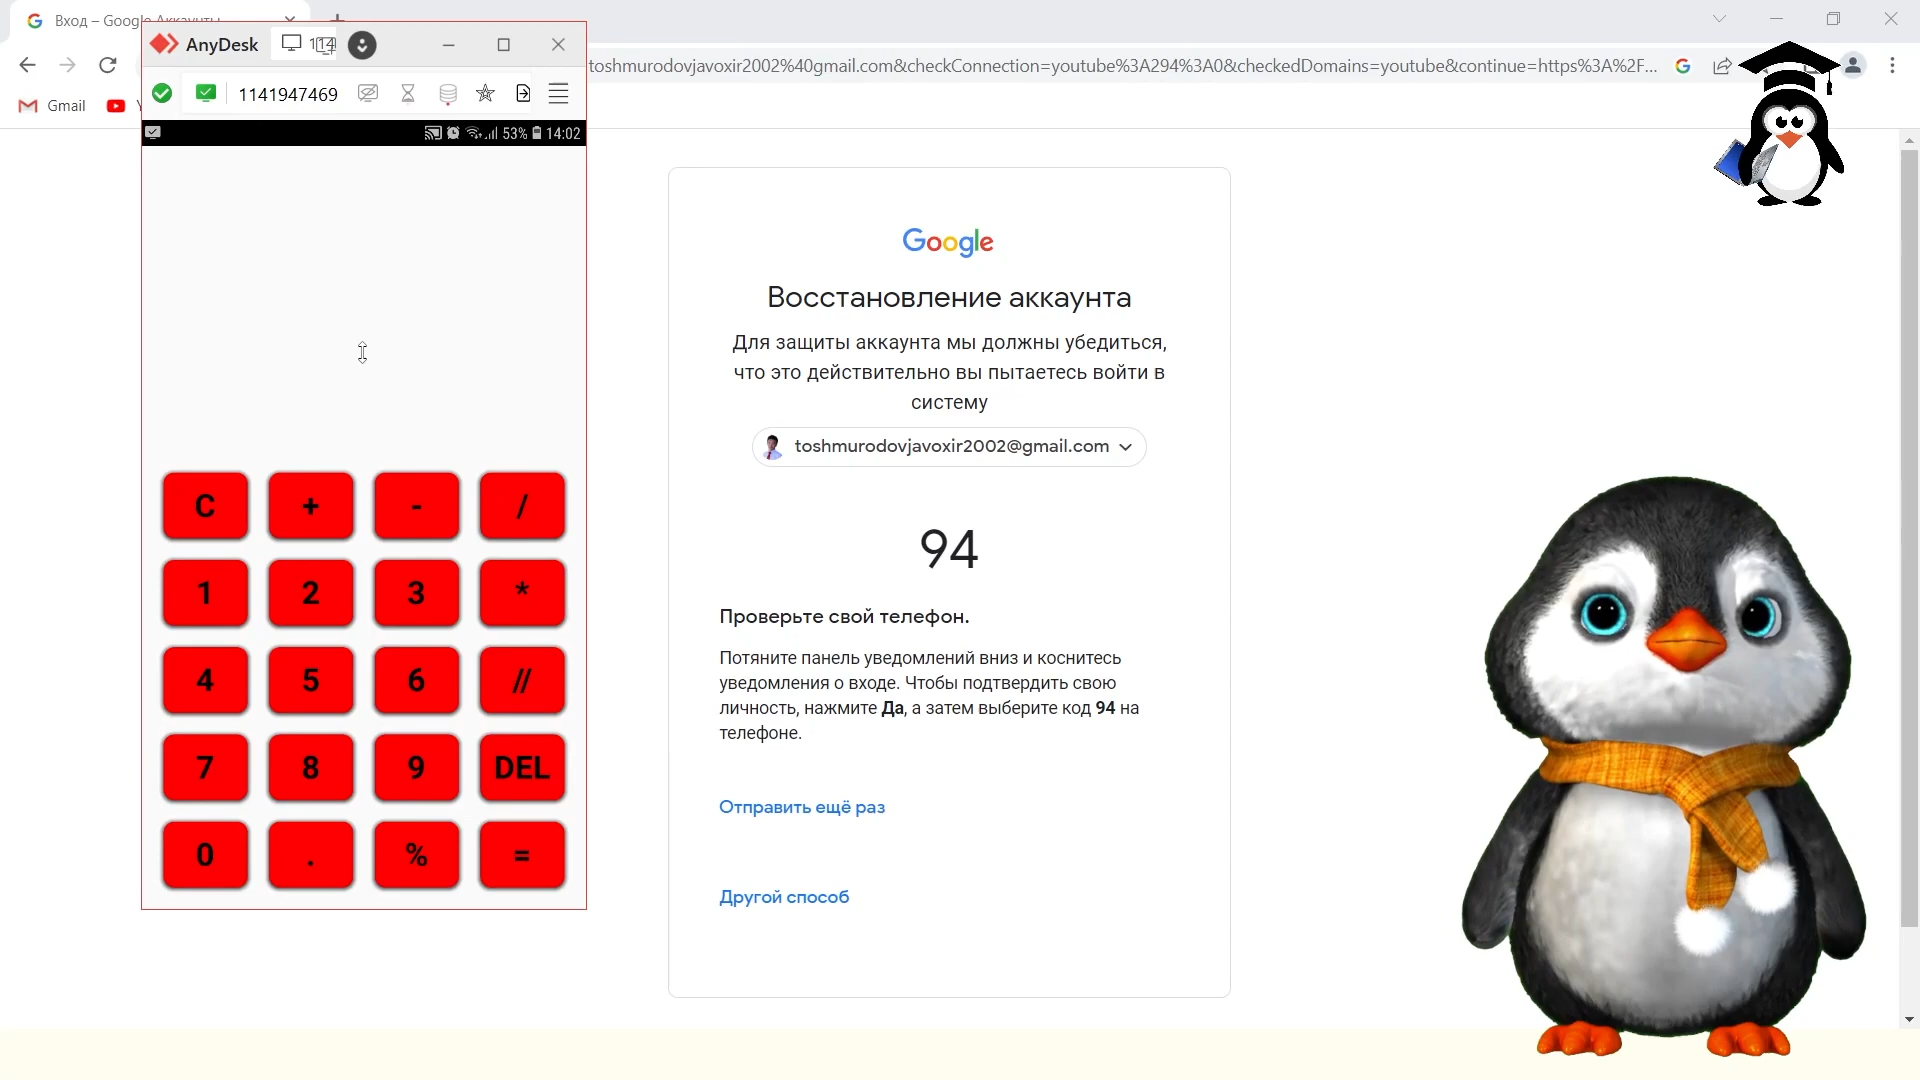 Вход – Google Аккаунты
AnyDesk
114
1141947469
toshmurodovjavoxir2002%40gmail.com&checkConnection=youtube%3A294%3A0&checkedDomains=youtube&continue=https%3A%2F...
Gmail
53% 14:02
C + - /
1 2 3 *
4 5 6 //
7 8 9 DEL
0 . % =
Google
Восстановление аккаунта
Для защиты аккаунта мы должны убедиться,
что это действительно вы пытаетесь войти в
систему
toshmurodovjavoxir2002@gmail.com
94
Проверьте свой телефон.
Потяните панель уведомлений вниз и коснитесь
уведомления о входе. Чтобы подтвердить свою
личность, нажмите Да, а затем выберите код 94 на
телефоне.
Отправить ещё раз
Другой способ